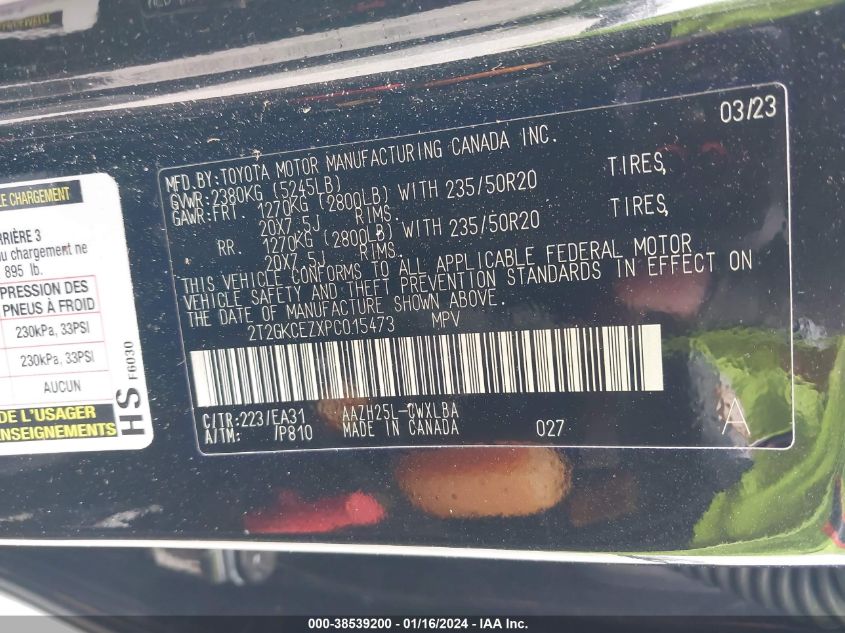 03/23
MFD.BY:TOYOTA MOTOR MANUFACTURING CANADA INC.
GVWR:2380KG (5245LB)
GAWR:FRT. 1270KG (2800LB) WITH 235/50R20 TIRES,
20X7.5J RIMS.
RR. 1270KG (2800LB) WITH 235/50R20 TIRES,
20X7.5J RIMS.
THIS VEHICLE CONFORMS TO ALL APPLICABLE FEDERAL MOTOR
VEHICLE SAFETY AND THEFT PREVENTION STANDARDS IN EFFECT ON
THE DATE OF MANUFACTURE SHOWN ABOVE.
2T2GKCEZXPC015473 MPV
C/TR:223/EA31 AAZH25L-CWXLBA
A/TM: /P810 MADE IN CANADA 027 A
CHARGEMENT
RIÈRE 3
u chargement ne
895 lb.
PRESSION DES
PNEUS À FROID
230kPa, 33PSI
230kPa, 33PSI
AUCUN
DE L'USAGER
ENSEIGNEMENTS
HS F6030
000-38539200 - 01/16/2024 - IAA Inc.